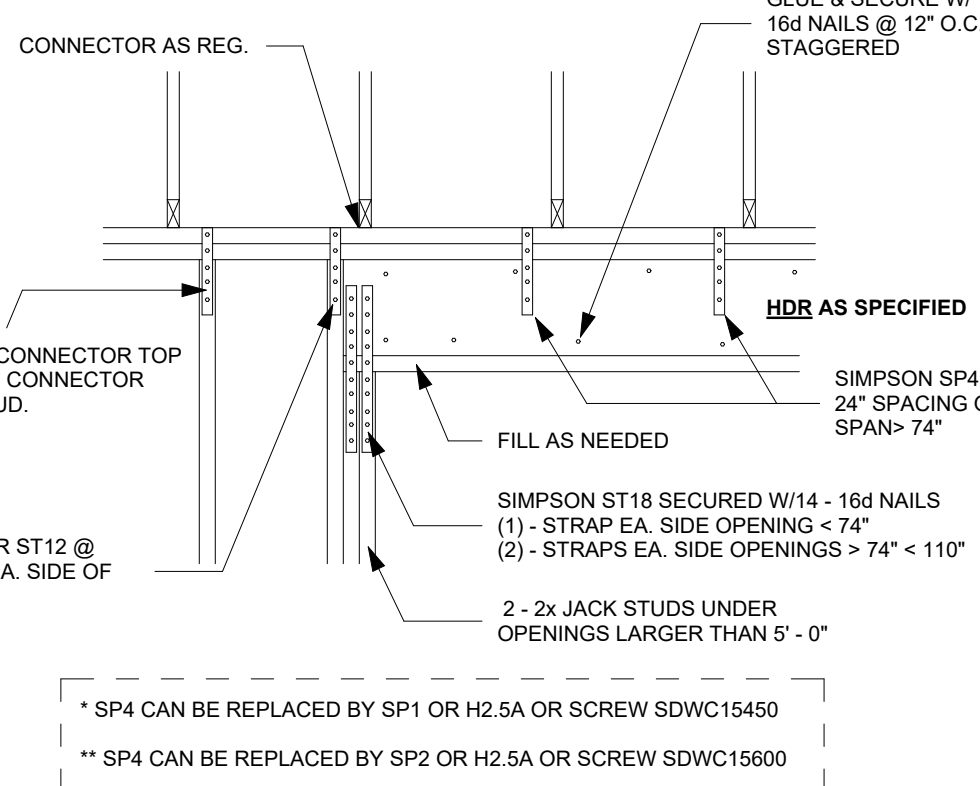 GLUE & SECURE W/
16d NAILS @ 12" O.C.
STAGGERED
CONNECTOR AS REG.
HDR AS SPECIFIED
CONNECTOR TOP
CONNECTOR
UD.
SIMPSON SP4
24" SPACING
SPAN> 74"
FILL AS NEEDED
SIMPSON ST18 SECURED W/14 - 16d NAILS
(1) - STRAP EA. SIDE OPENING < 74"
(2) - STRAPS EA. SIDE OPENINGS > 74" < 110"
R ST12 @
A. SIDE OF
2 - 2x JACK STUDS UNDER
OPENINGS LARGER THAN 5' - 0"
* SP4 CAN BE REPLACED BY SP1 OR H2.5A OR SCREW SDWC15450
** SP4 CAN BE REPLACED BY SP2 OR H2.5A OR SCREW SDWC15600